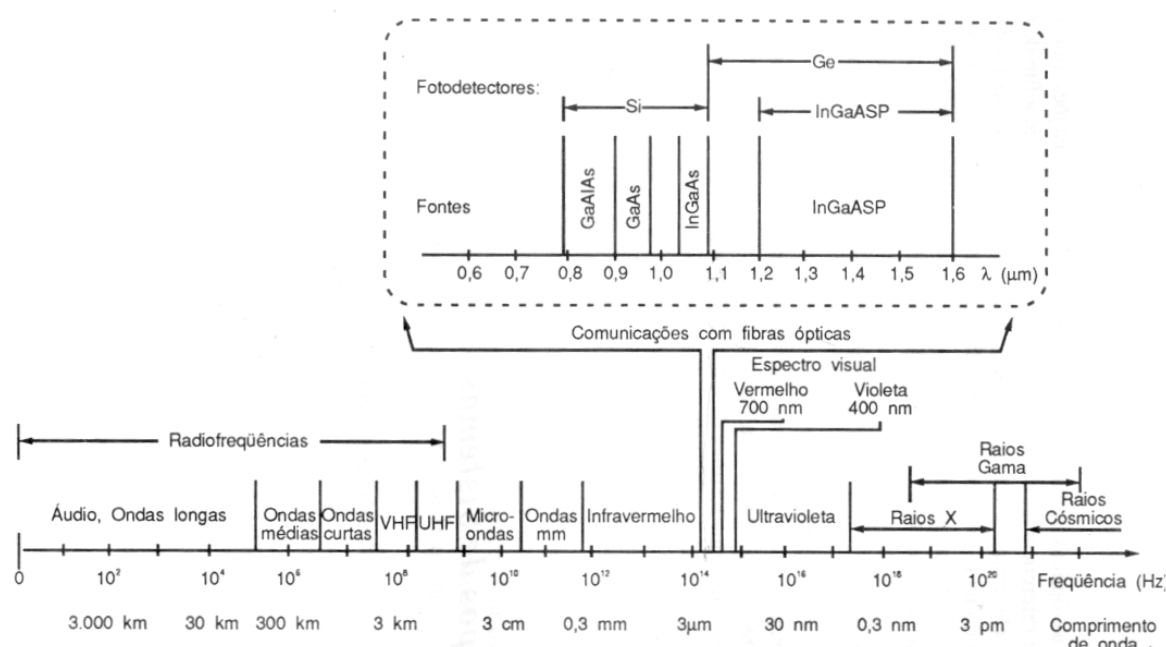 Fotodetectores:
Ge
Si
InGaASP
Fontes
GaAlAs
GaAs
InGaAs
InGaASP
0,6 0,7 0,8 0,9 1,0 1,1 1,2 1,3 1,4 1,5 1,6 λ (μm)
Comunicações com fibras ópticas
Espectro visual
Vermelho
700 nm
Violeta
400 nm
Radiofreqüências
Raios
Gama
Áudio, Ondas longas
Ondas
médias
Ondas
curtas
VHF
UHF
Micro-
ondas
Ondas
mm
Infravermelho
Ultravioleta
Raios X
Raios
Cósmicos
0 10² 10⁴ 10⁶ 10⁸ 10¹⁰ 10¹² 10¹⁴ 10¹⁶ 10¹⁸ 10²⁰ Freqüência (Hz)
3.000 km 30 km 300 km 3 km 3 cm 0,3 mm 3μm 30 nm 0,3 nm 3 pm Comprimento
de onda